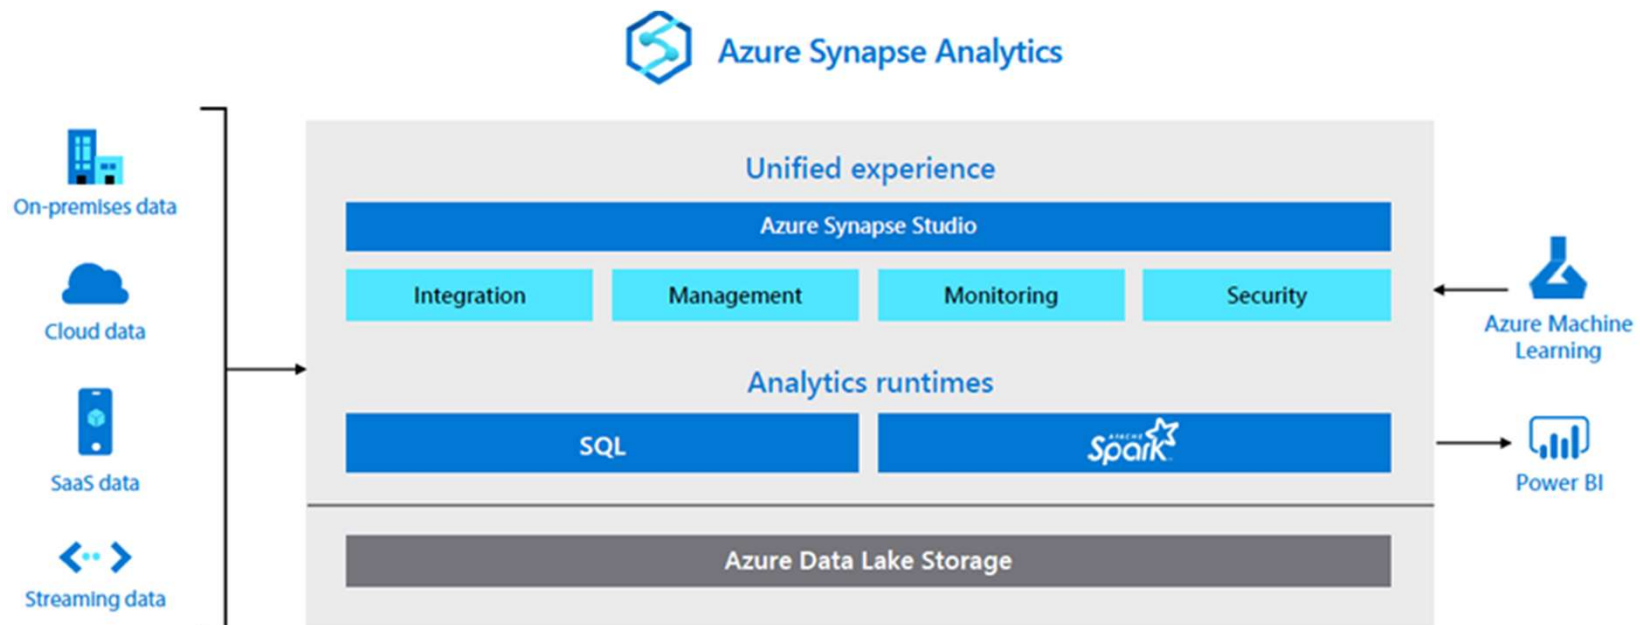 Azure Synapse Analytics
On-premises data
Cloud data
SaaS data
Streaming data
Unified experience
Azure Synapse Studio
Integration
Management
Monitoring
Security
Analytics runtimes
SQL
APACHE
Spark
Azure Data Lake Storage
Azure Machine
Learning
Power BI